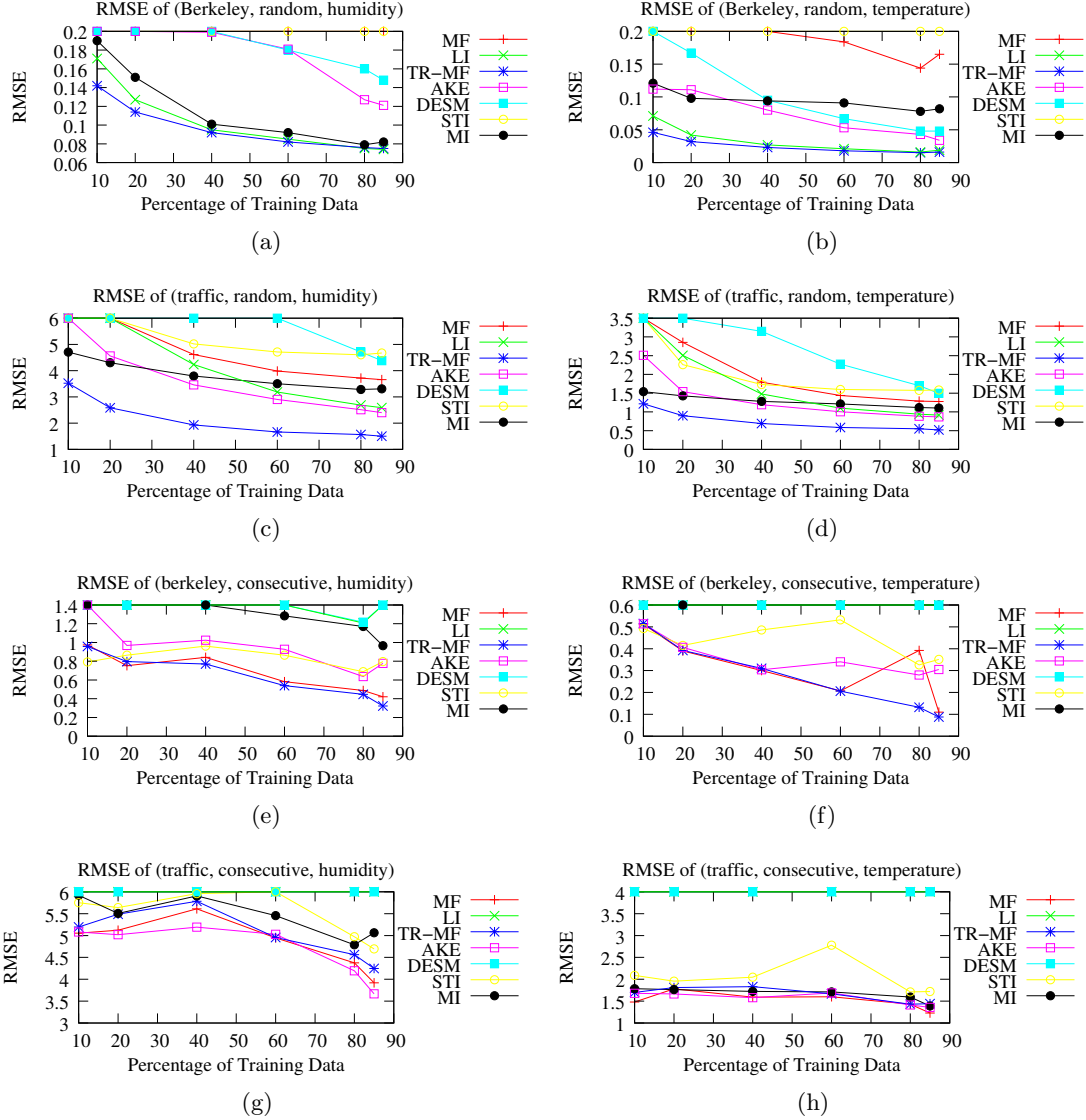 RMSE of (Berkeley, random, humidity)
RMSE
0.2
0.18
0.16
0.14
0.12
0.1
0.08
0.06
10 20 30 40 50 60 70 80 90
Percentage of Training Data
MF
LI
TR-MF
AKE
DESM
STI
MI
(a)
RMSE of (Berkeley, random, temperature)
RMSE
0.2
0.15
0.1
0.05
0
10 20 30 40 50 60 70 80 90
Percentage of Training Data
MF
LI
TR-MF
AKE
DESM
STI
MI
(b)
RMSE of (traffic, random, humidity)
RMSE
6
5
4
3
2
1
10 20 30 40 50 60 70 80 90
Percentage of Training Data
MF
LI
TR-MF
AKE
DESM
STI
MI
(c)
RMSE of (traffic, random, temperature)
RMSE
3.5
3
2.5
2
1.5
1
0.5
0
10 20 30 40 50 60 70 80 90
Percentage of Training Data
MF
LI
TR-MF
AKE
DESM
STI
MI
(d)
RMSE of (berkeley, consecutive, humidity)
RMSE
1.4
1.2
1
0.8
0.6
0.4
0.2
0
10 20 30 40 50 60 70 80 90
Percentage of Training Data
MF
LI
TR-MF
AKE
DESM
STI
MI
(e)
RMSE of (berkeley, consecutive, temperature)
RMSE
0.6
0.5
0.4
0.3
0.2
0.1
0
10 20 30 40 50 60 70 80 90
Percentage of Training Data
MF
LI
TR-MF
AKE
DESM
STI
MI
(f)
RMSE of (traffic, consecutive, humidity)
RMSE
6
5.5
5
4.5
4
3.5
3
10 20 30 40 50 60 70 80 90
Percentage of Training Data
MF
LI
TR-MF
AKE
DESM
STI
MI
(g)
RMSE of (traffic, consecutive, temperature)
RMSE
4
3.5
3
2.5
2
1.5
1
10 20 30 40 50 60 70 80 90
Percentage of Training Data
MF
LI
TR-MF
AKE
DESM
STI
MI
(h)